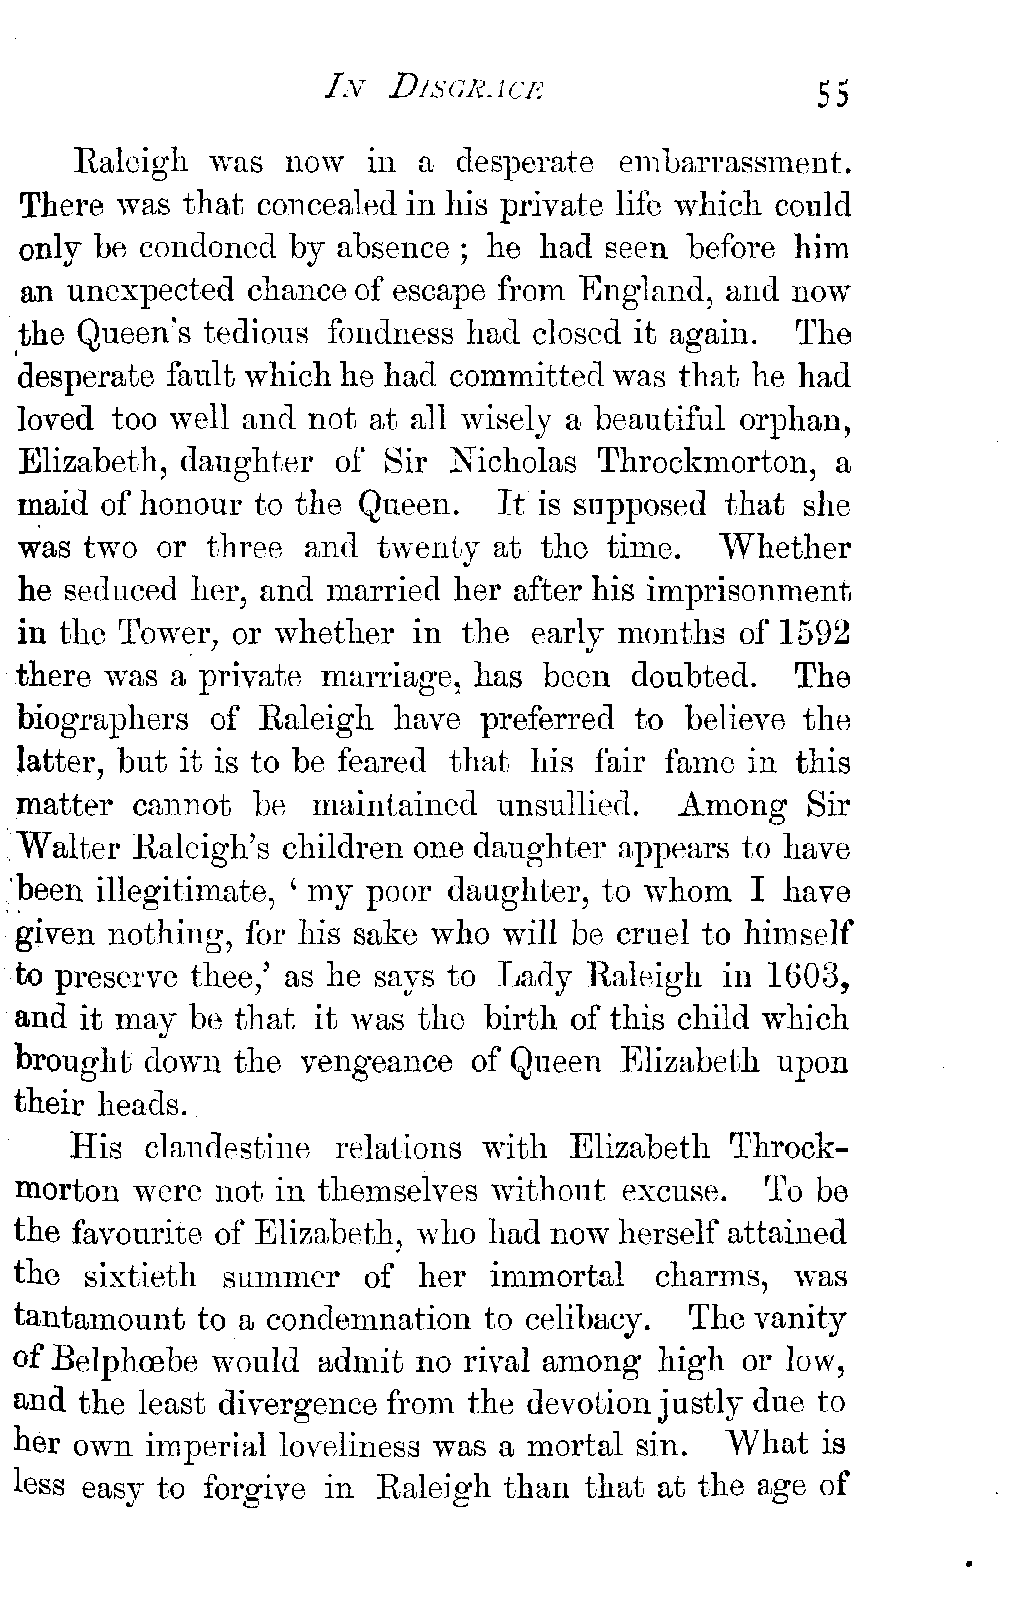 In Disgrace 55
Raleigh was now in a desperate embarrassment.
There was that concealed in his private life which could
only be condoned by absence ; he had seen before him
an unexpected chance of escape from England, and now
the Queen's tedious fondness had closed it again. The
desperate fault which he had committed was that he had
loved too well and not at all wisely a beautiful orphan,
Elizabeth, daughter of Sir Nicholas Throckmorton, a
maid of honour to the Queen. It is supposed that she
was two or three and twenty at the time. Whether
he seduced her, and married her after his imprisonment
in the Tower, or whether in the early months of 1592
there was a private marriage, has been doubted. The
biographers of Raleigh have preferred to believe the
latter, but it is to be feared that his fair fame in this
matter cannot be maintained unsullied. Among Sir
Walter Raleigh's children one daughter appears to have
been illegitimate, ‘ my poor daughter, to whom I have
given nothing, for his sake who will be cruel to himself
to preserve thee,’ as he says to Lady Raleigh in 1603,
and it may be that it was the birth of this child which
brought down the vengeance of Queen Elizabeth upon
their heads.
His clandestine relations with Elizabeth Throck-
morton were not in themselves without excuse. To be
the favourite of Elizabeth, who had now herself attained
the sixtieth summer of her immortal charms, was
tantamount to a condemnation to celibacy. The vanity
of Belphœbe would admit no rival among high or low,
and the least divergence from the devotion justly due to
her own imperial loveliness was a mortal sin. What is
less easy to forgive in Raleigh than that at the age of